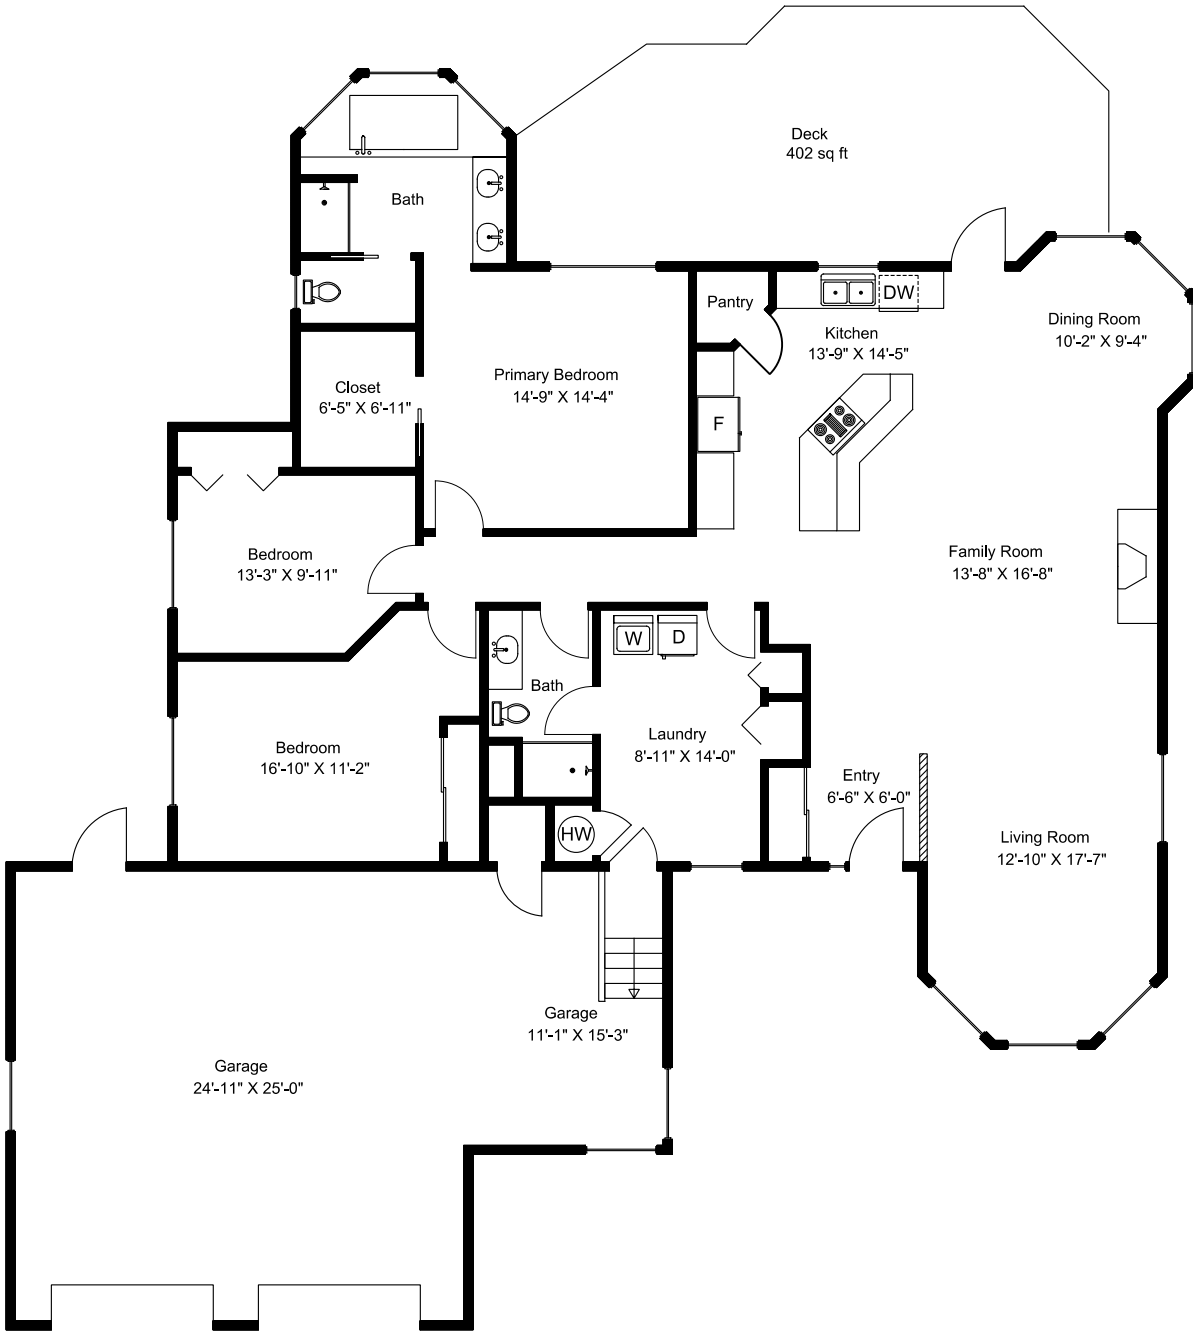 Deck
402 sq ft
Bath
Pantry
DW
Kitchen
13'-9" X 14'-5"
Dining Room
10'-2" X 9'-4"
Primary Bedroom
14'-9" X 14'-4"
Closet
6'-5" X 6'-11"
F
Bedroom
13'-3" X 9'-11"
Family Room
13'-8" X 16'-8"
W
D
Bath
Laundry
8'-11" X 14'-0"
Bedroom
16'-10" X 11'-2"
Entry
6'-6" X 6'-0"
HW
Living Room
12'-10" X 17'-7"
Garage
11'-1" X 15'-3"
Garage
24'-11" X 25'-0"